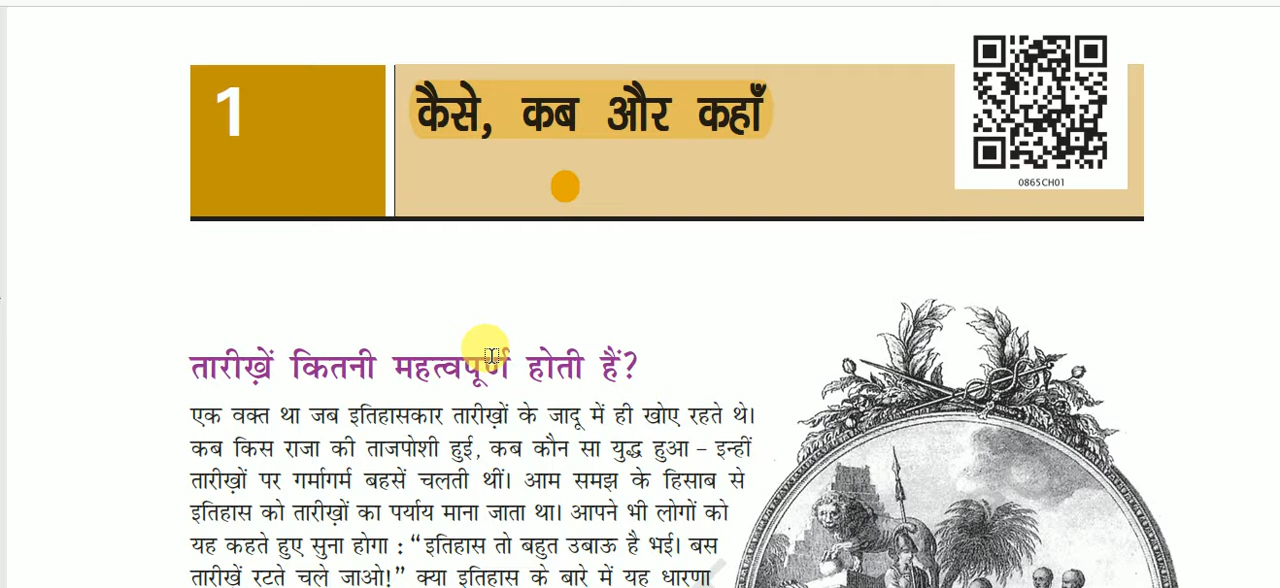 1
कैसे, कब और कहाँ
0865CH01
तारीख़ें कितनी महत्वपूर्ण होती हैं?
एक वक्त था जब इतिहासकार तारीख़ों के जादू में ही खोए रहते थे।
कब किस राजा की ताजपोशी हुई, कब कौन सा युद्ध हुआ – इन्हीं
तारीख़ों पर गर्मागर्म बहसें चलती थीं। आम समझ के हिसाब से
इतिहास को तारीख़ों का पर्याय माना जाता था। आपने भी लोगों को
यह कहते हुए सुना होगा : “इतिहास तो बहुत उबाऊ है भई। बस
तारीख़ें रटते चले जाओ!” क्या इतिहास के बारे में यह धारणा